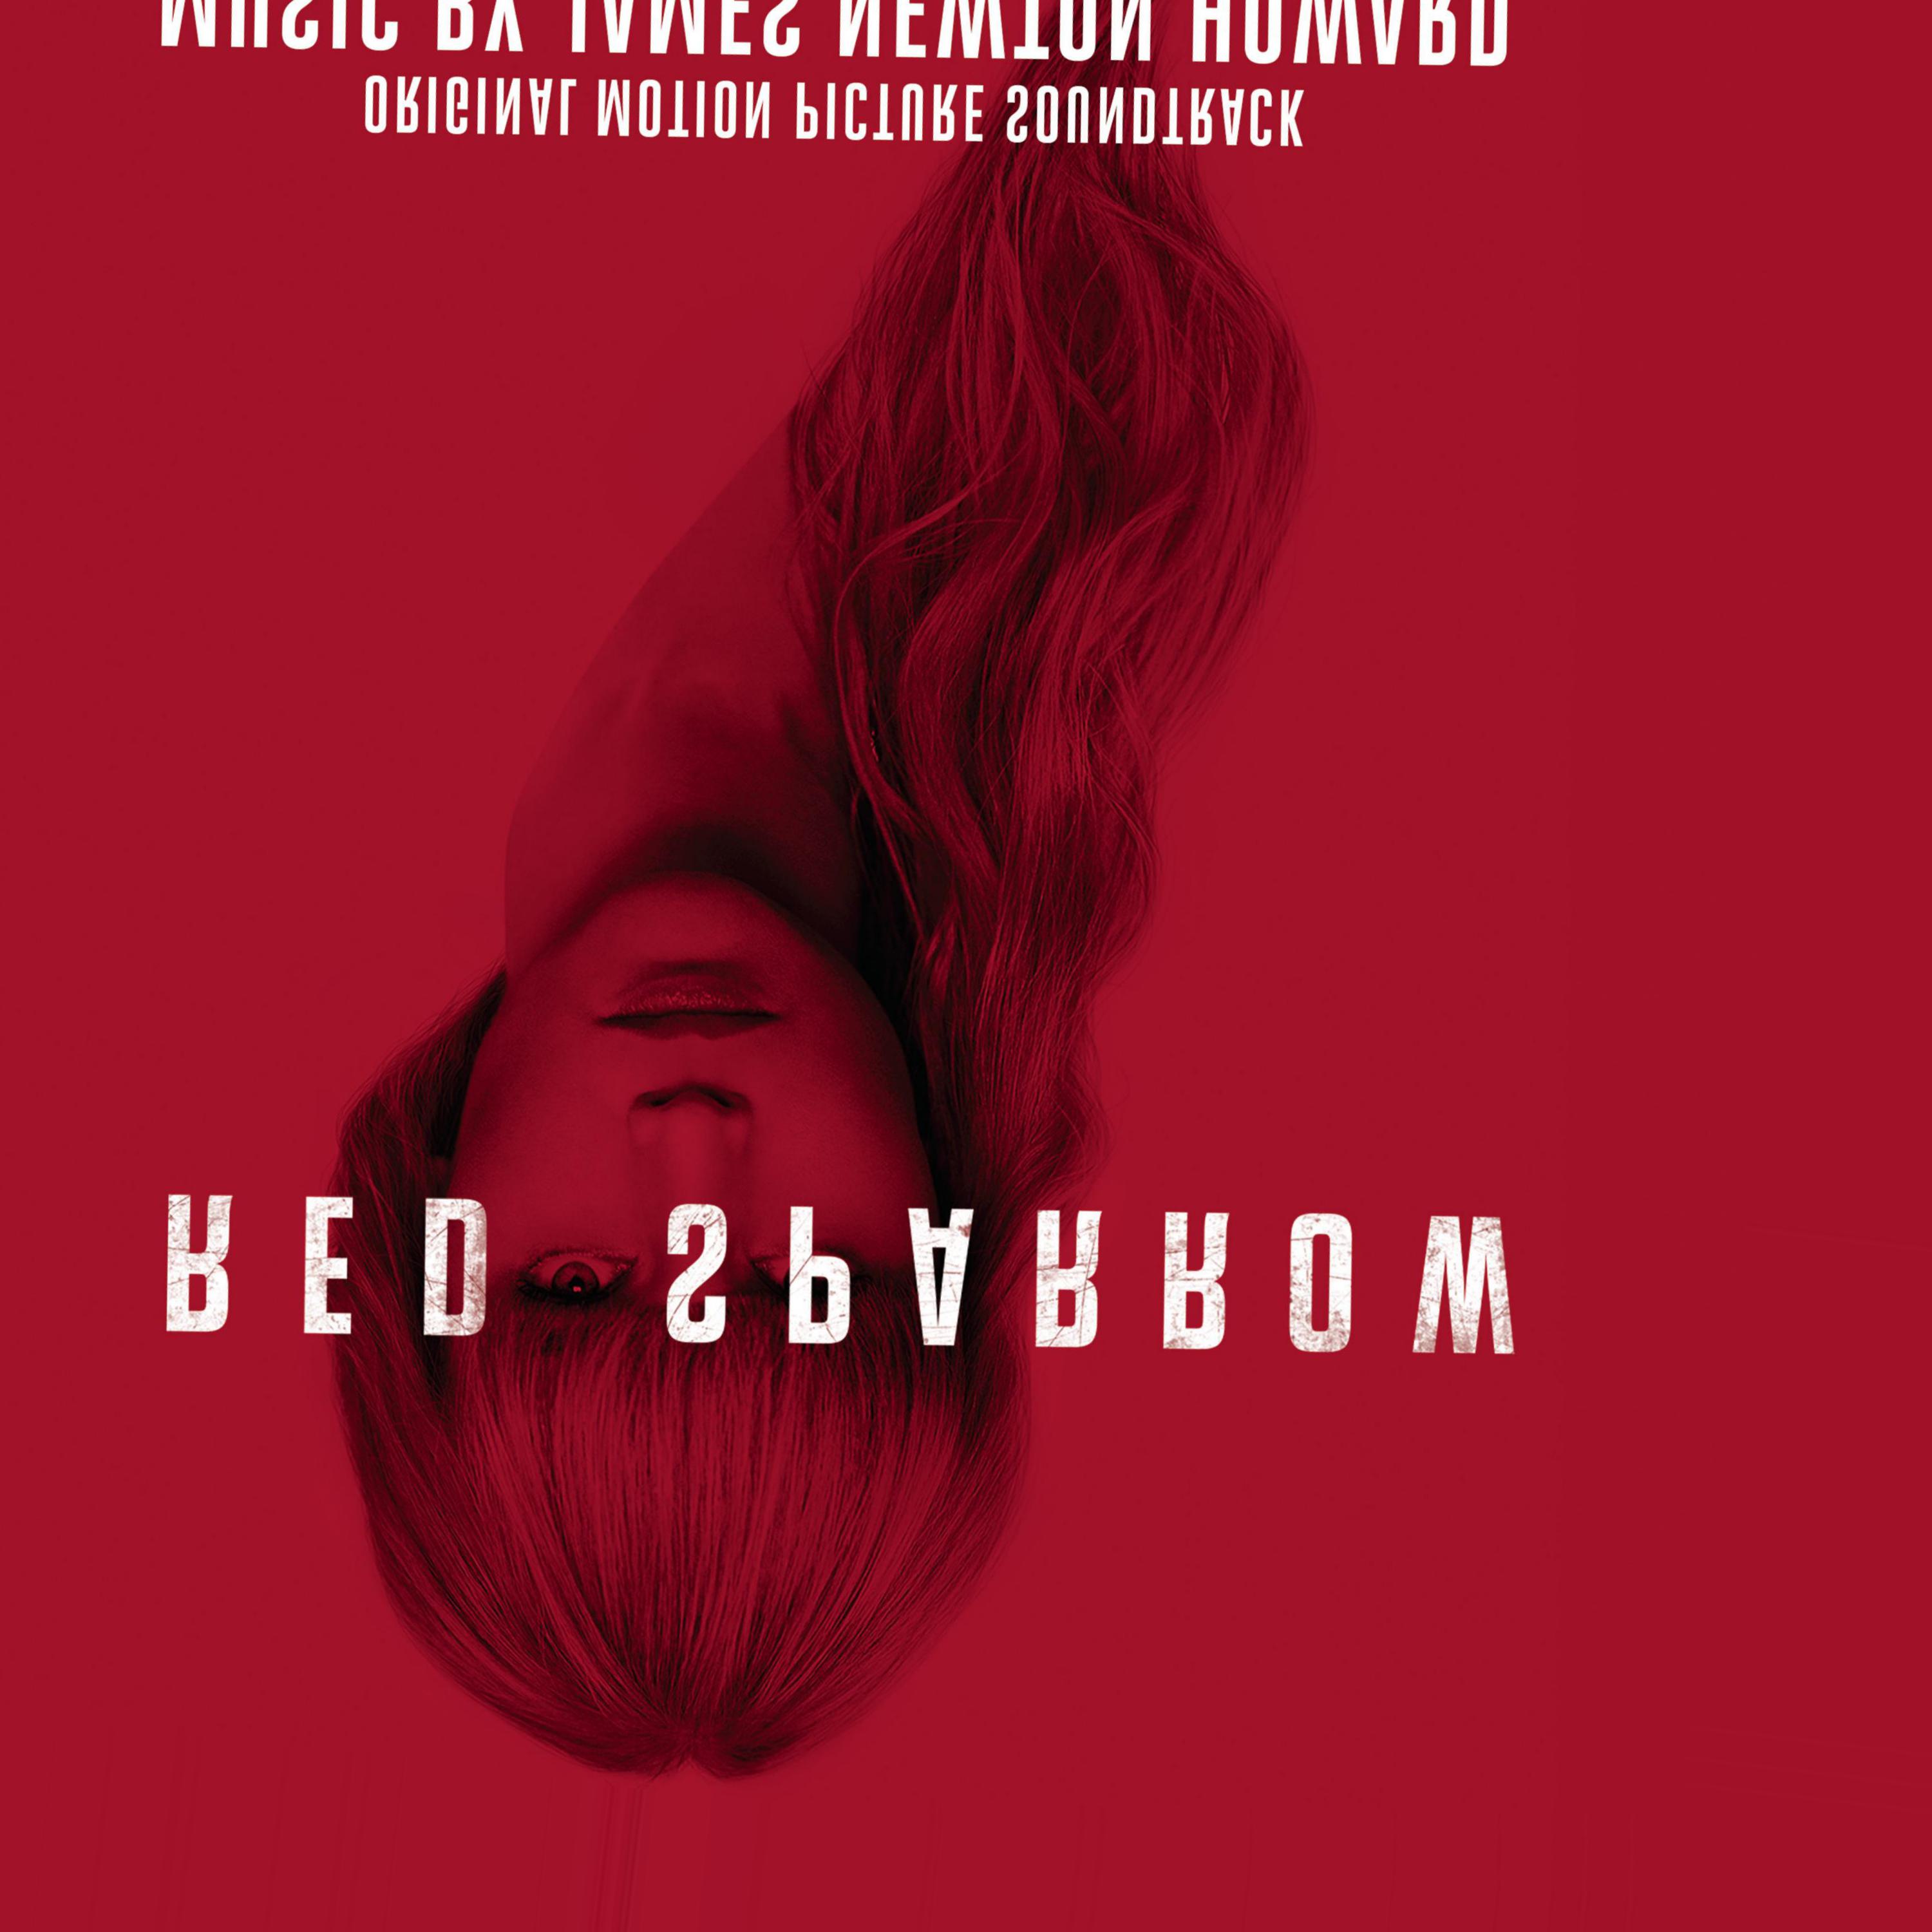 RED SPARROW
ORIGINAL MOTION PICTURE SOUNDTRACK
MUSIC BY JAMES NEWTON HOWARD